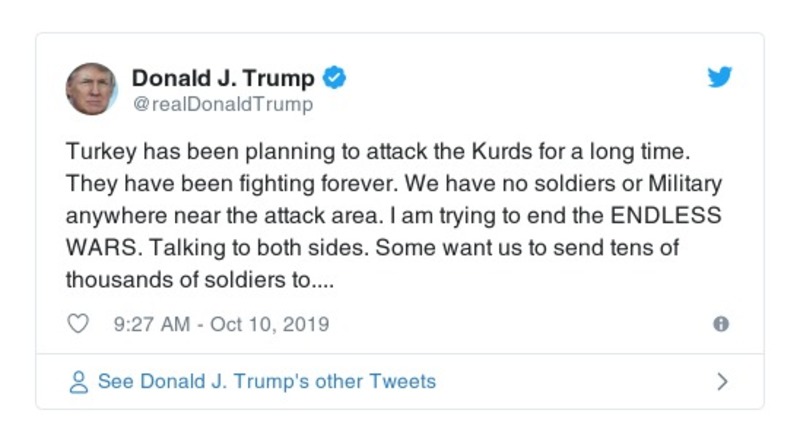 Donald J. Trump
@realDonaldTrump
Turkey has been planning to attack the Kurds for a long time.
They have been fighting forever. We have no soldiers or Military
anywhere near the attack area. I am trying to end the ENDLESS
WARS. Talking to both sides. Some want us to send tens of
thousands of soldiers to....
9:27 AM - Oct 10, 2019
See Donald J. Trump's other Tweets